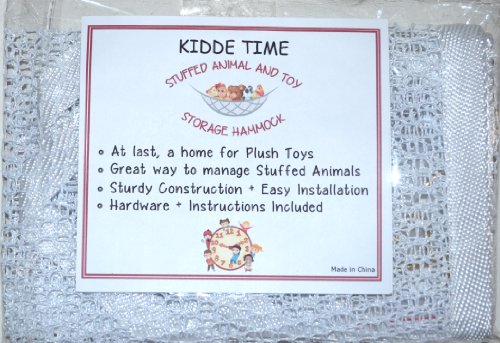 KIDDE TIME
STUFFED ANIMAL AND TOY
STORAGE HAMMOCK
At last, a home for Plush Toys
Great way to manage Stuffed Animals
Sturdy Construction + Easy Installation
Hardware + Instructions Included
Made in China